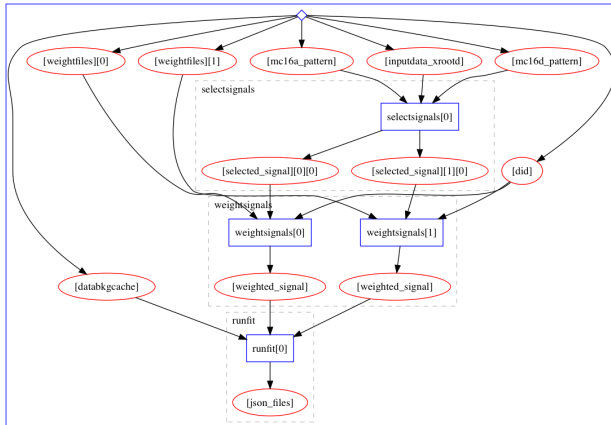 [weightfiles][0]
[weightfiles][1]
[mc16a_pattern]
[inputdata_xrootd]
[mc16d_pattern]
selectsignals
selectsignals[0]
[selected_signal][0][0]
[selected_signal][1][0]
[did]
weightsignals
weightsignals[0]
weightsignals[1]
[databkgcache]
[weighted_signal]
[weighted_signal]
runfit
runfit[0]
[json_files]